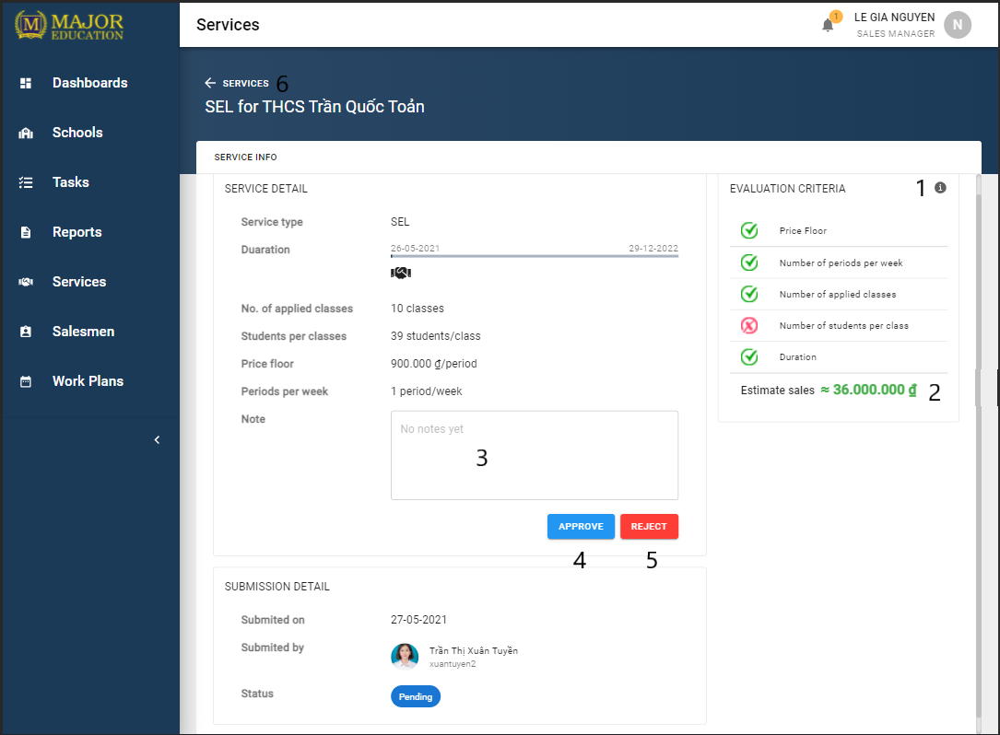 MAJOR
EDUCATION
Services
1
LE GIA NGUYEN
SALES MANAGER
N
Dashboards
Schools
Tasks
Reports
Services
Salesmen
Work Plans
SERVICES 6
SEL for THCS Trần Quốc Toản
SERVICE INFO
SERVICE DETAIL
Service type SEL
Duaration 26-05-2021 29-12-2022
No. of applied classes 10 classes
Students per classes 39 students/class
Price floor 900.000 ₫/period
Periods per week 1 period/week
Note No notes yet
3
APPROVE REJECT
4 5
EVALUATION CRITERIA 1
Price Floor
Number of periods per week
Number of applied classes
Number of students per class
Duration
Estimate sales ≈ 36.000.000 ₫ 2
SUBMISSION DETAIL
Submited on 27-05-2021
Submited by Trần Thị Xuân Tuyền
xuantuyen2
Status Pending